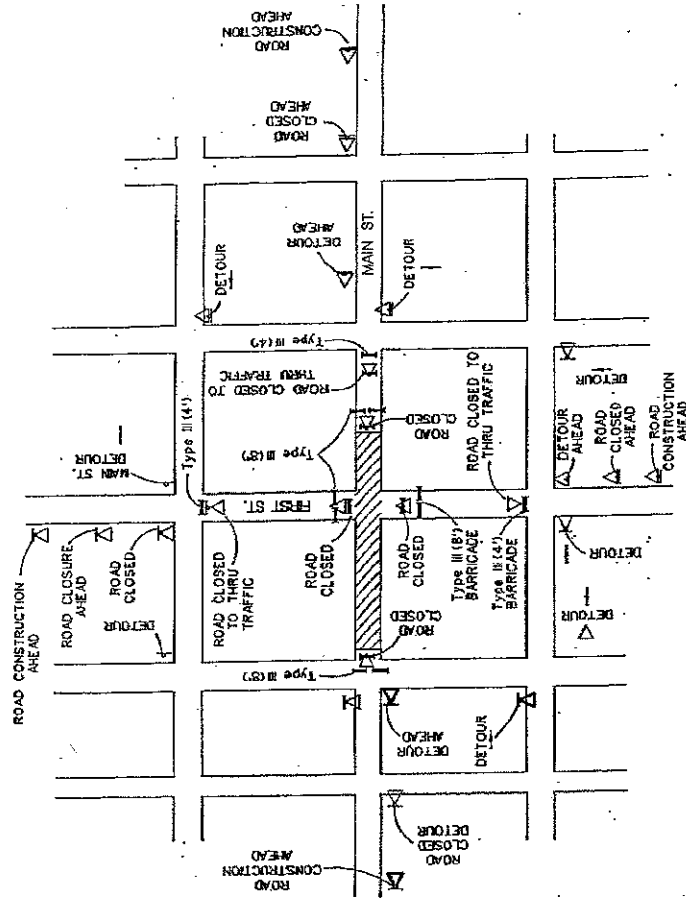 ROAD
CONSTRUCTION
AHEAD
ROAD
CLOSED
AHEAD
DETOUR
AHEAD
MAIN ST.
DETOUR
DETOUR
Type III (4')
ROAD CLOSED TO
THRU TRAFFIC
MAIN ST.
DETOUR
Type III (4')
Type III (8')
ROAD
CLOSED
ROAD CLOSED TO
THRU TRAFFIC
DETOUR
DETOUR
AHEAD
ROAD
CLOSED
AHEAD
ROAD
CONSTRUCTION
AHEAD
FIRST ST.
ROAD CONSTRUCTION
AHEAD
ROAD CLOSURE
AHEAD
ROAD
CLOSED
DETOUR
ROAD CLOSED
TO THRU
TRAFFIC
ROAD
CLOSED
ROAD
CLOSED
Type III (8')
BARRICADE
Type III (4')
BARRICADE
ROAD
CLOSED
DETOUR
DETOUR
Type III (8')
DETOUR
AHEAD
DETOUR
ROAD
CLOSED
DETOUR
ROAD
CONSTRUCTION
AHEAD